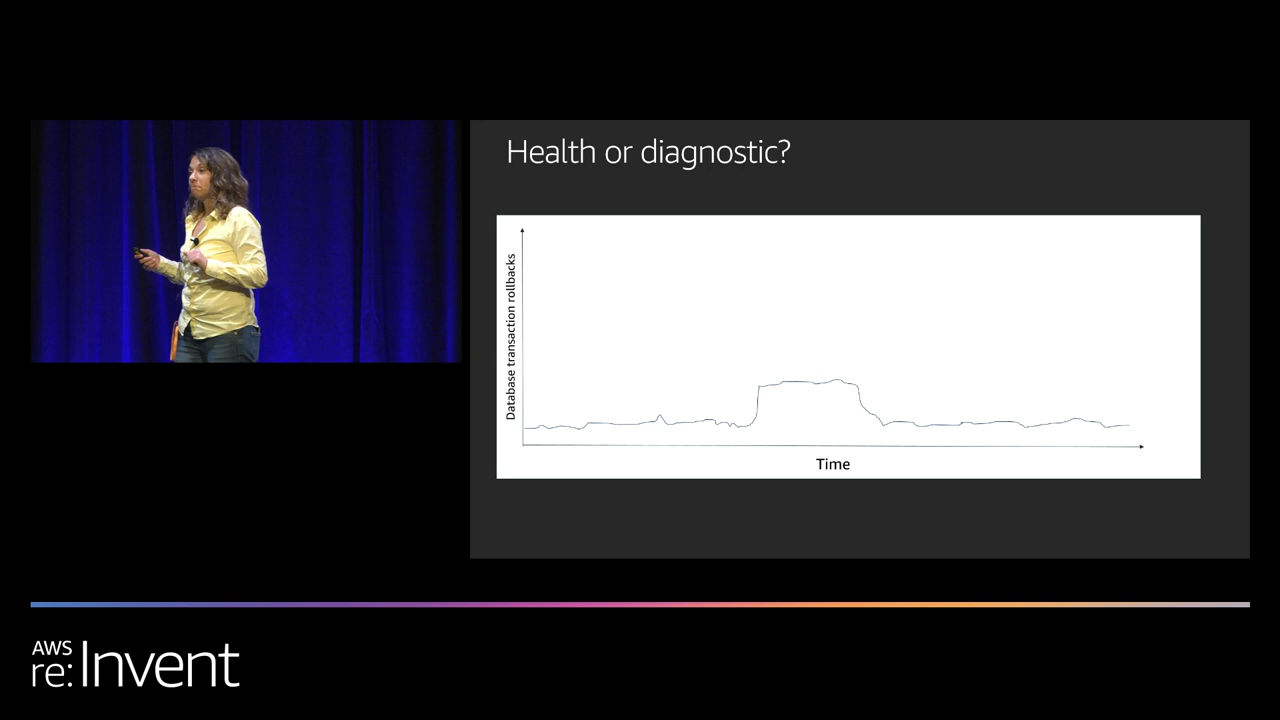 Health or diagnostic?
Database transaction rollbacks
Time
AWS
re:Invent